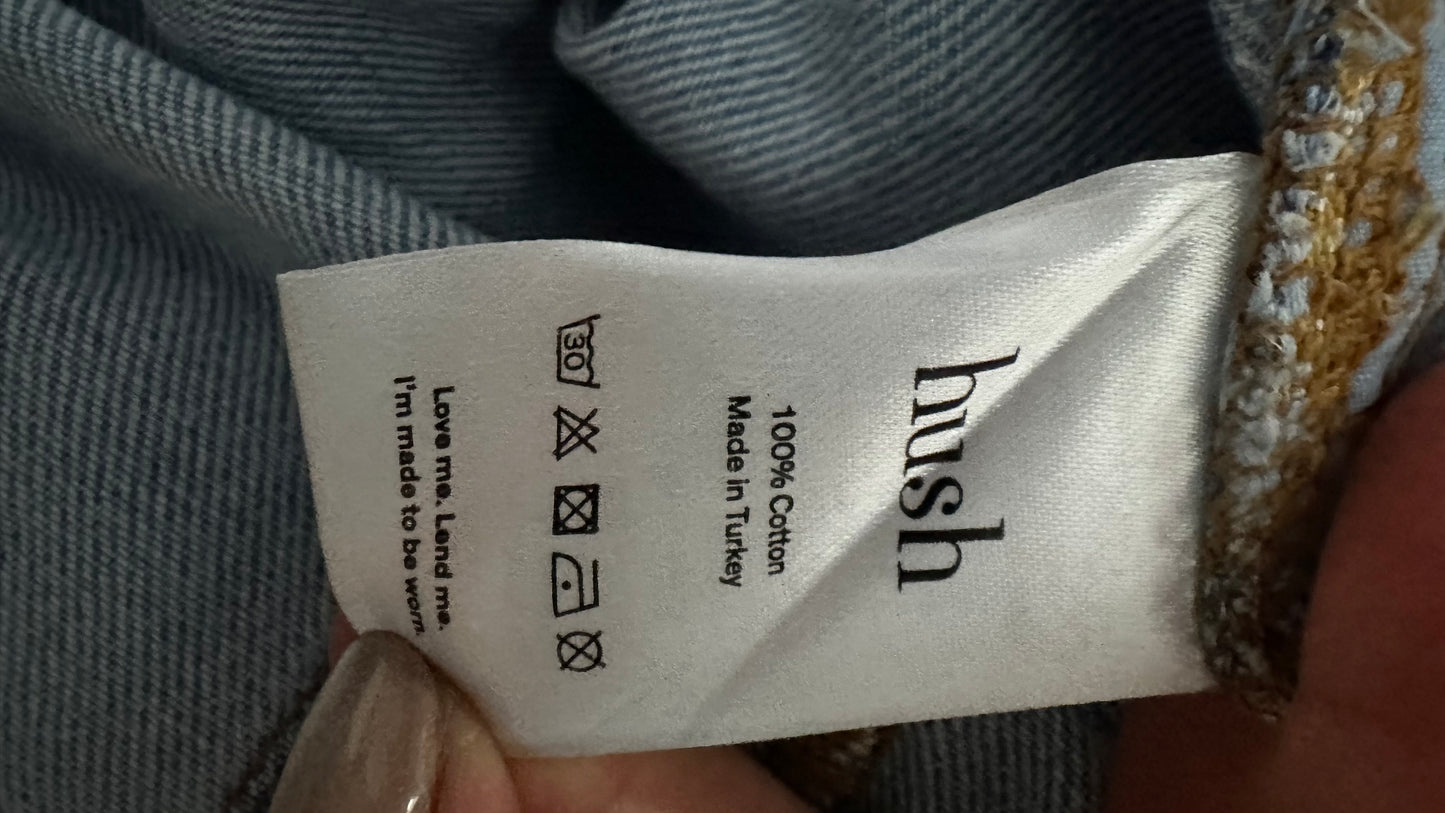 hush
100% Cotton
Made in Turkey
30
Love me. Lend me.
I'm made to be worn.